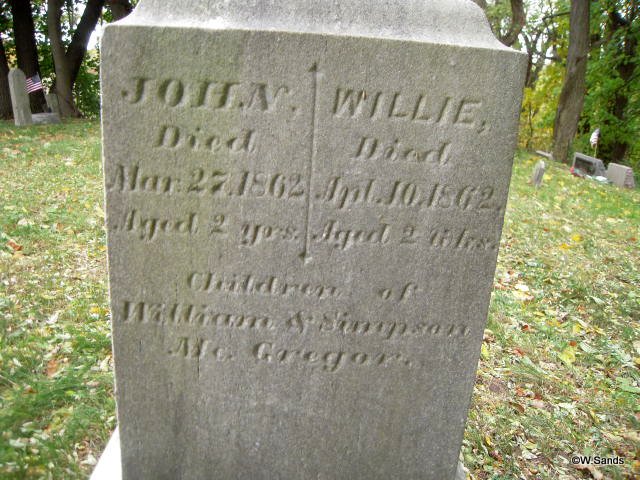 JOHN.
Died
Mar. 27. 1862
Aged 2 yrs.
WILLIE,
Died
Apl. 10. 1862.
Aged 2 wks.
Children of
William & Simpson
Mc. Gregor.
©W.Sands